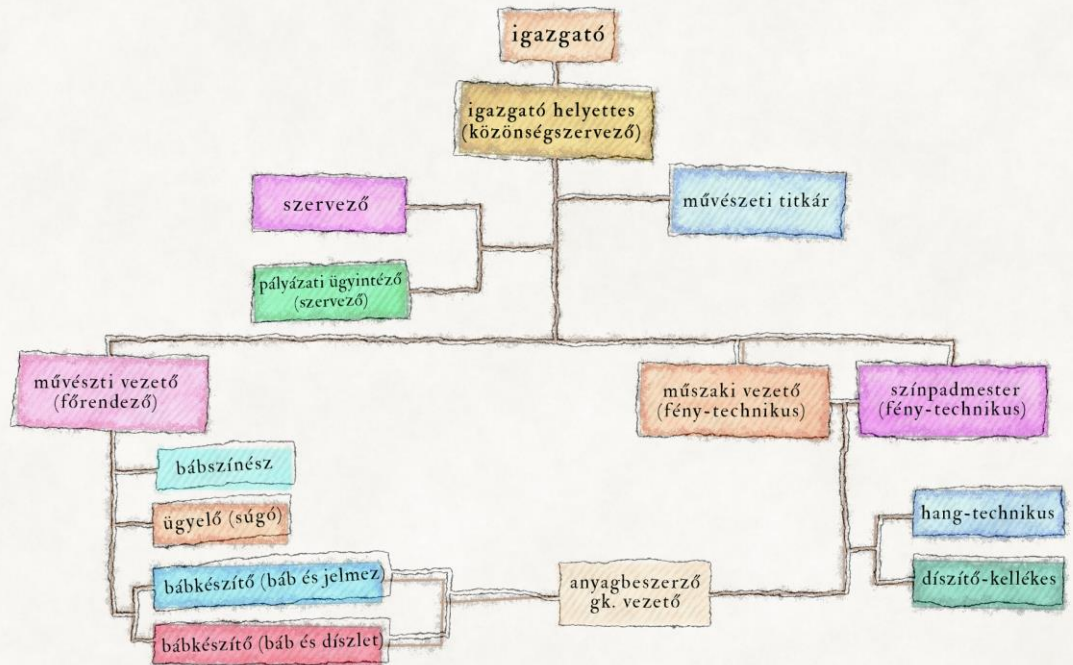 igazgató
igazgató helyettes
(közönségszervező)
szervező
művészeti titkár
pályázati ügyintéző
(szervező)
művészti vezető
(főrendező)
műszaki vezető
(fény-technikus)
színpadmester
(fény-technikus)
bábszínész
ügyelő (súgó)
hang-technikus
bábkészítő (báb és jelmez)
anyagbeszerző
gk. vezető
díszítő-kellékes
bábkészítő (báb és díszlet)